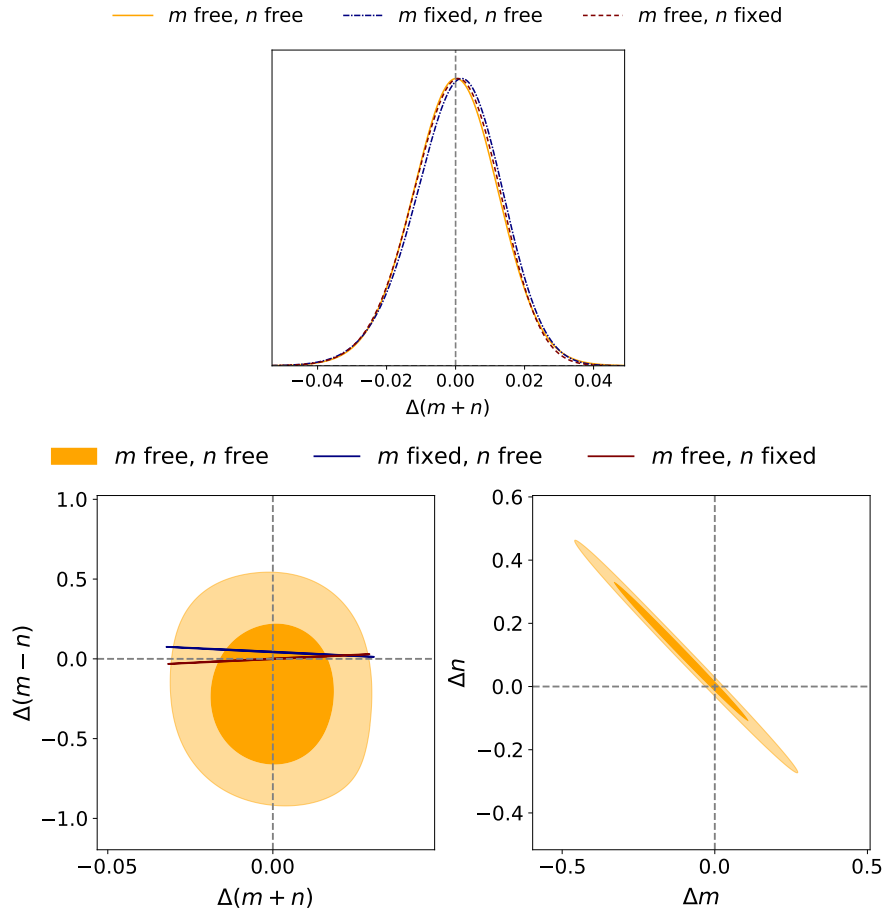 m free, n free m fixed, n free m free, n fixed
−0.04 −0.02 0.00 0.02 0.04
Δ(m + n)
m free, n free m fixed, n free m free, n fixed
1.0
0.5
0.0
−0.5
−1.0
Δ(m − n)
−0.05 0.00
Δ(m + n)
0.6
0.4
0.2
0.0
−0.2
−0.4
Δn
−0.5 0.0 0.5
Δm